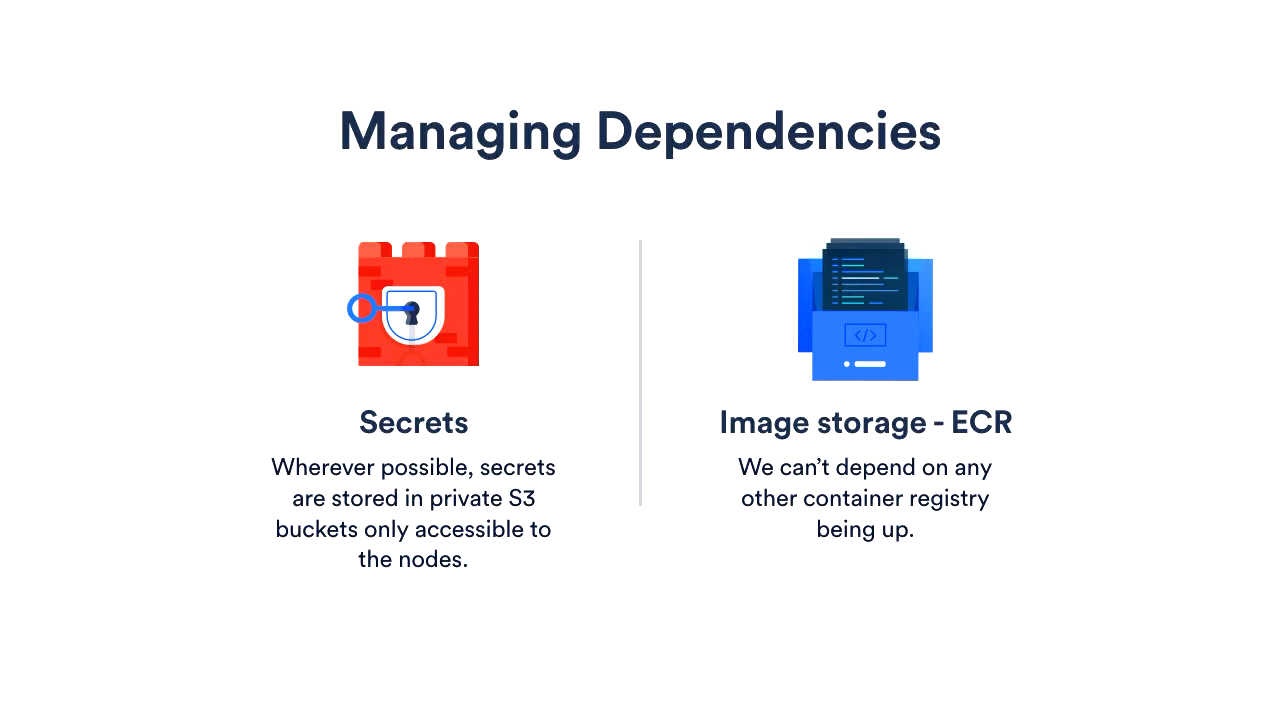 Managing Dependencies
Secrets
Wherever possible, secrets
are stored in private S3
buckets only accessible to
the nodes.
</>
Image storage - ECR
We can’t depend on any
other container registry
being up.